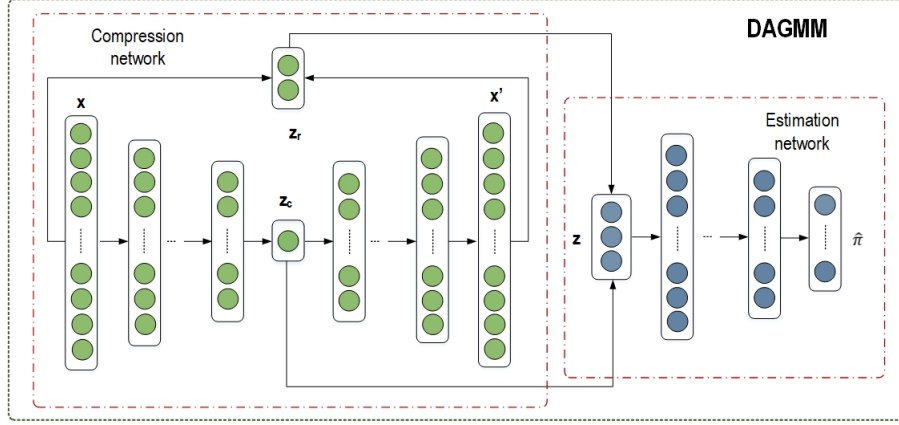 DAGMM
Compression
network
x
z_r
x'
z_c
Estimation
network
z
π̂